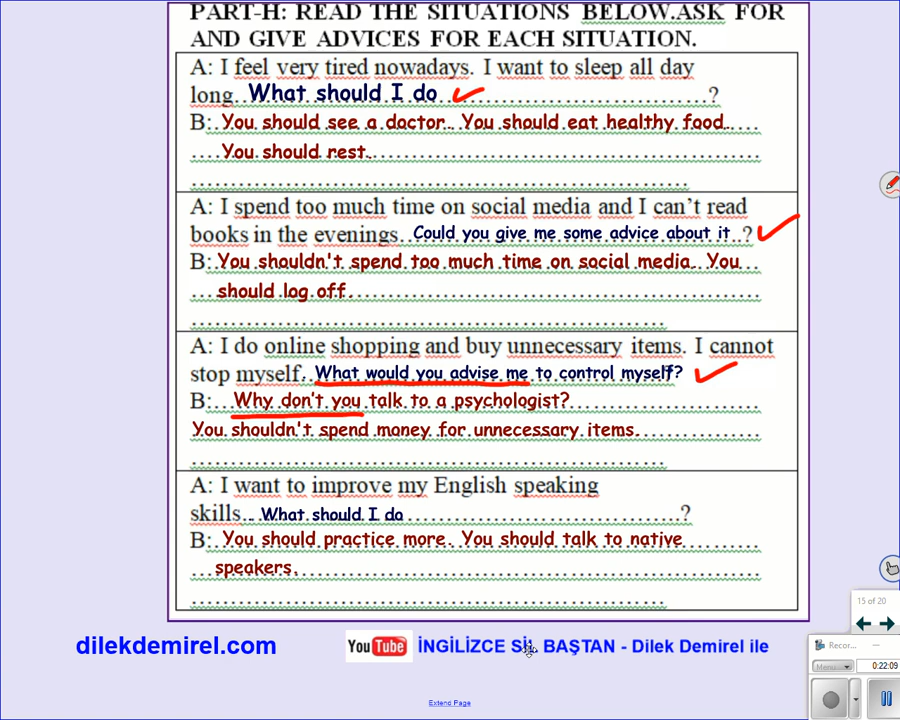 PART-H: READ THE SITUATIONS BELOW.ASK FOR
AND GIVE ADVICES FOR EACH SITUATION.
A: I feel very tired nowadays. I want to sleep all day
long.. What should I do ..............................?
B:. You should see a doctor.. You should eat healthy food....
.... You should rest..............................
..............................
A: I spend too much time on social media and I can't read
books in the evenings.. Could you give me some advice about it ..?
B:. You shouldn't spend too much time on social media.. You...
... should log off..............................
..............................
A: I do online shopping and buy unnecessary items. I cannot
stop myself. What would you advise me to control myself?
B:... Why don't you talk to a psychologist?..............................
You shouldn't spend money for unnecessary items...............
..............................
A: I want to improve my English speaking
skills... What should I do ..............................?
B:. You should practice more. You should talk to native..........
... speakers..............................
..............................
dilekdemirel.com
YouTube
İNGİLİZCE SİL BAŞTAN - Dilek Demirel ile
Extend Page
15 of 20
Recor...
Menu...
0:22:09